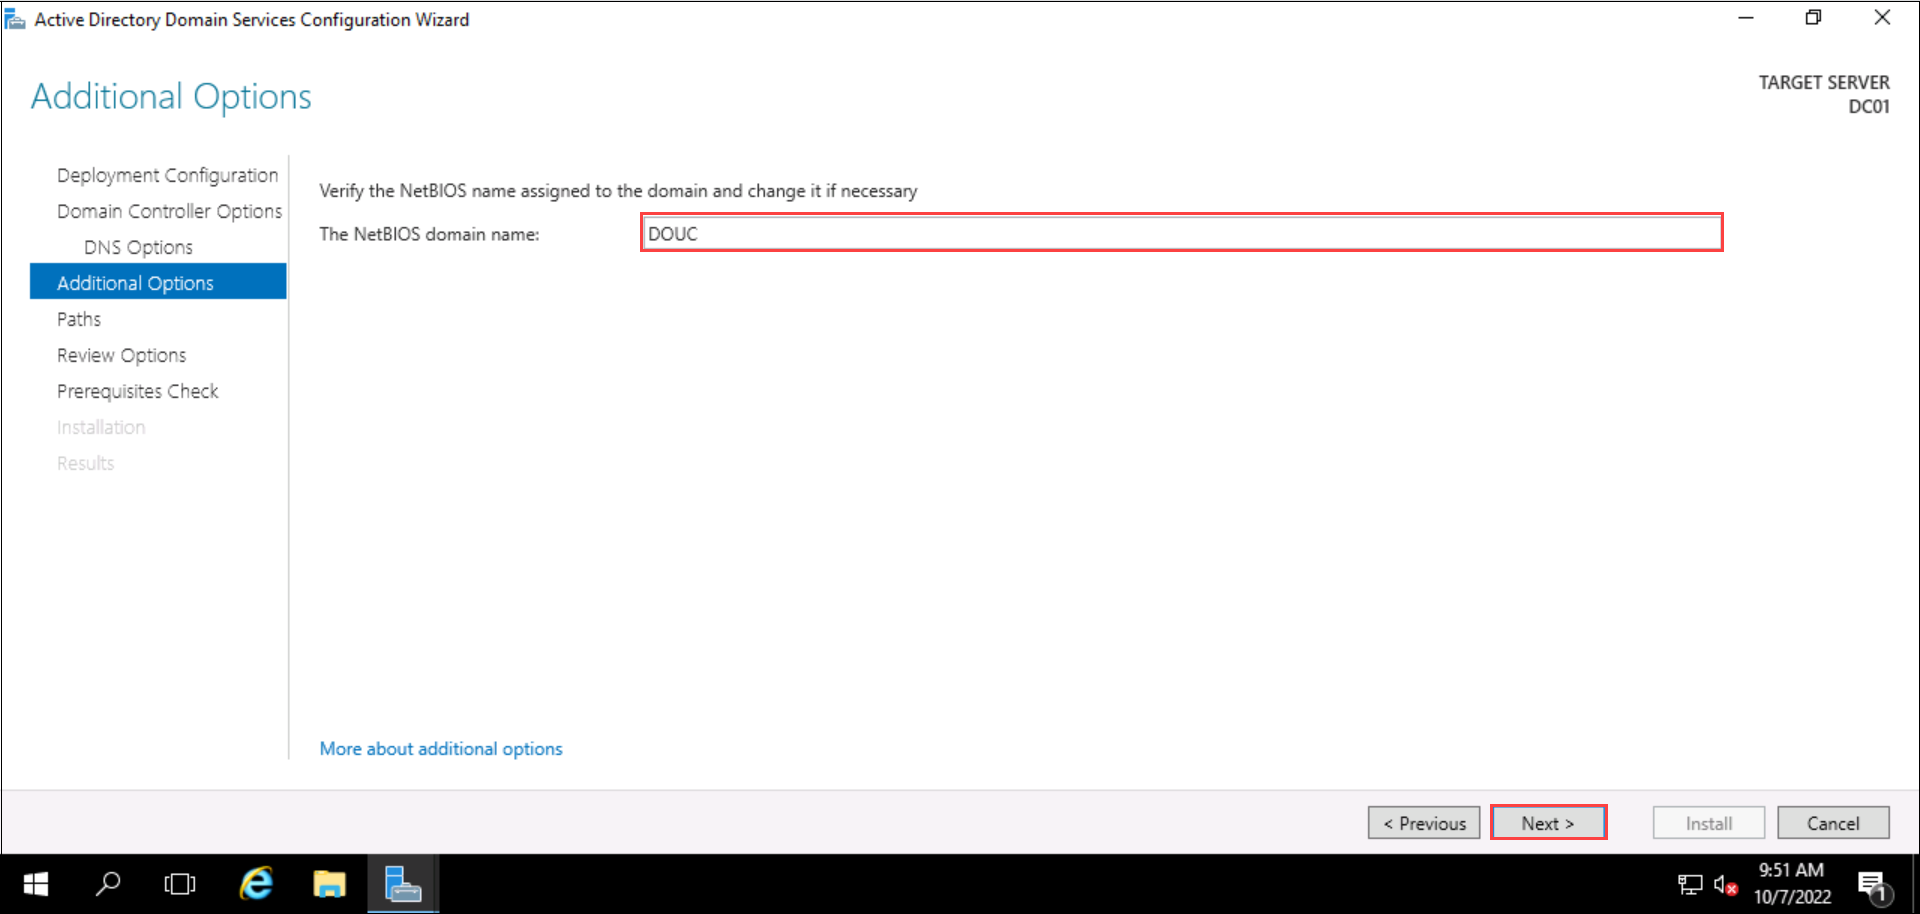 Active Directory Domain Services Configuration Wizard
Additional Options
TARGET SERVER
DC01
Deployment Configuration
Domain Controller Options
DNS Options
Additional Options
Paths
Review Options
Prerequisites Check
Installation
Results
Verify the NetBIOS name assigned to the domain and change it if necessary
The NetBIOS domain name: DOUC
More about additional options
< Previous Next > Install Cancel
9:51 AM
10/7/2022
1